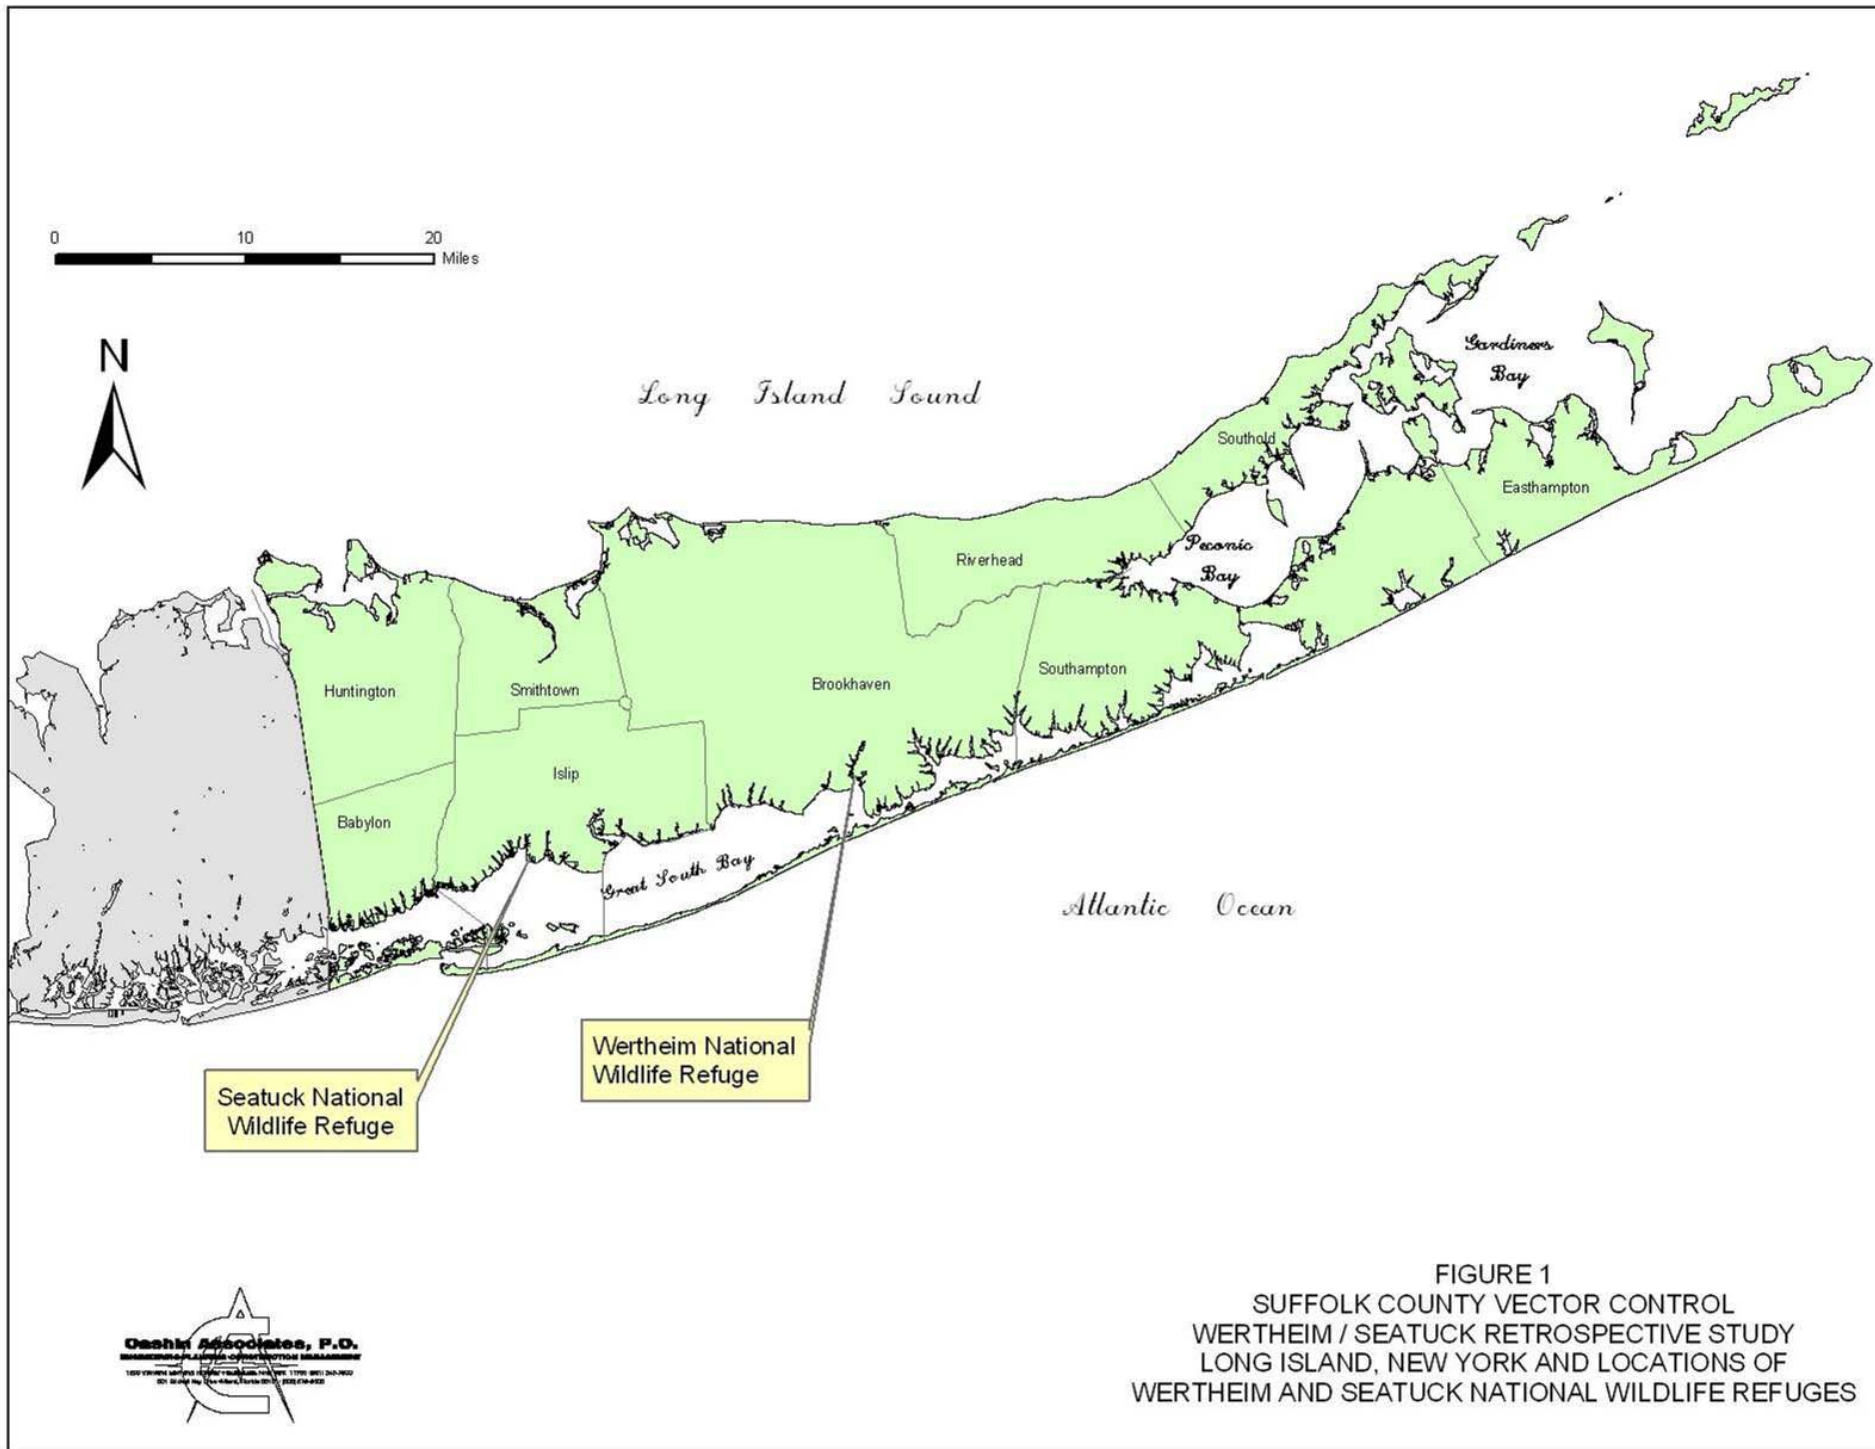 0 10 20
Miles
N
Long Island Sound
Gardiners
Bay
Southold
Easthampton
Peconic
Bay
Riverhead
Southampton
Huntington
Smithtown
Brookhaven
Islip
Babylon
Great South Bay
Atlantic Ocean
Wertheim National
Wildlife Refuge
Seatuck National
Wildlife Refuge
Associates, P.O.
FIGURE 1
SUFFOLK COUNTY VECTOR CONTROL
WERTHEIM / SEATUCK RETROSPECTIVE STUDY
LONG ISLAND, NEW YORK AND LOCATIONS OF
WERTHEIM AND SEATUCK NATIONAL WILDLIFE REFUGES